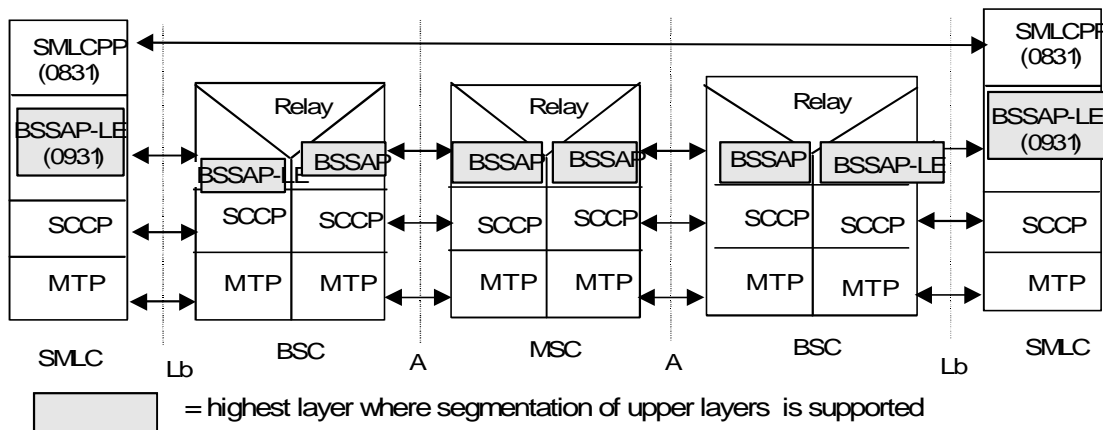 SMLCPP
(0831)
BSSAP-LE
(0931)
SCCP
MTP
SMLC
Lb
Relay
BSSAP-LE
BSSAP
SCCP
SCCP
MTP
MTP
BSC
A
Relay
BSSAP
BSSAP
SCCP
SCCP
MTP
MTP
MSC
A
Relay
BSSAP
BSSAP-LE
SCCP
SCCP
MTP
MTP
BSC
Lb
SMLCPP
(0831)
BSSAP-LE
(0931)
SCCP
MTP
SMLC
= highest layer where segmentation of upper layers is supported